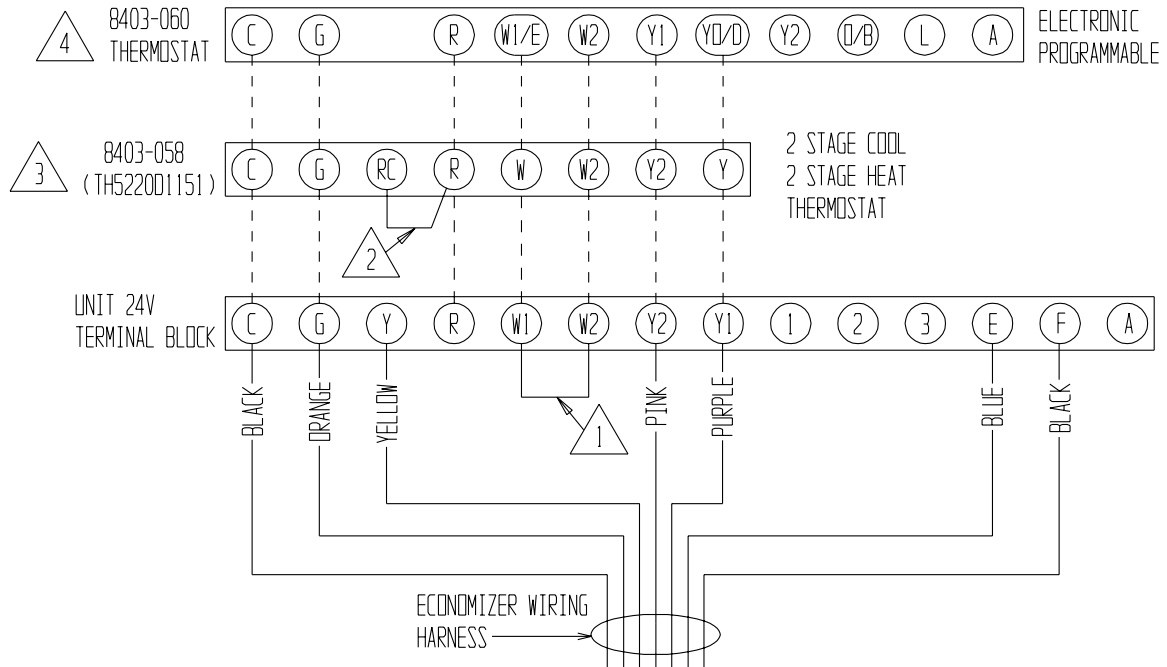 4
8403-060
THERMOSTAT
C G R W1/E W2 Y1 YO/D Y2 O/B L A
ELECTRONIC
PROGRAMMABLE
3
8403-058
(TH5220D1151)
C G RC R W W2 Y2 Y
2 STAGE COOL
2 STAGE HEAT
THERMOSTAT
2
UNIT 24V
TERMINAL BLOCK
C G Y R W1 W2 Y2 Y1 1 2 3 E F A
BLACK
ORANGE
YELLOW
1
PINK
PURPLE
BLUE
BLACK
ECONOMIZER WIRING
HARNESS